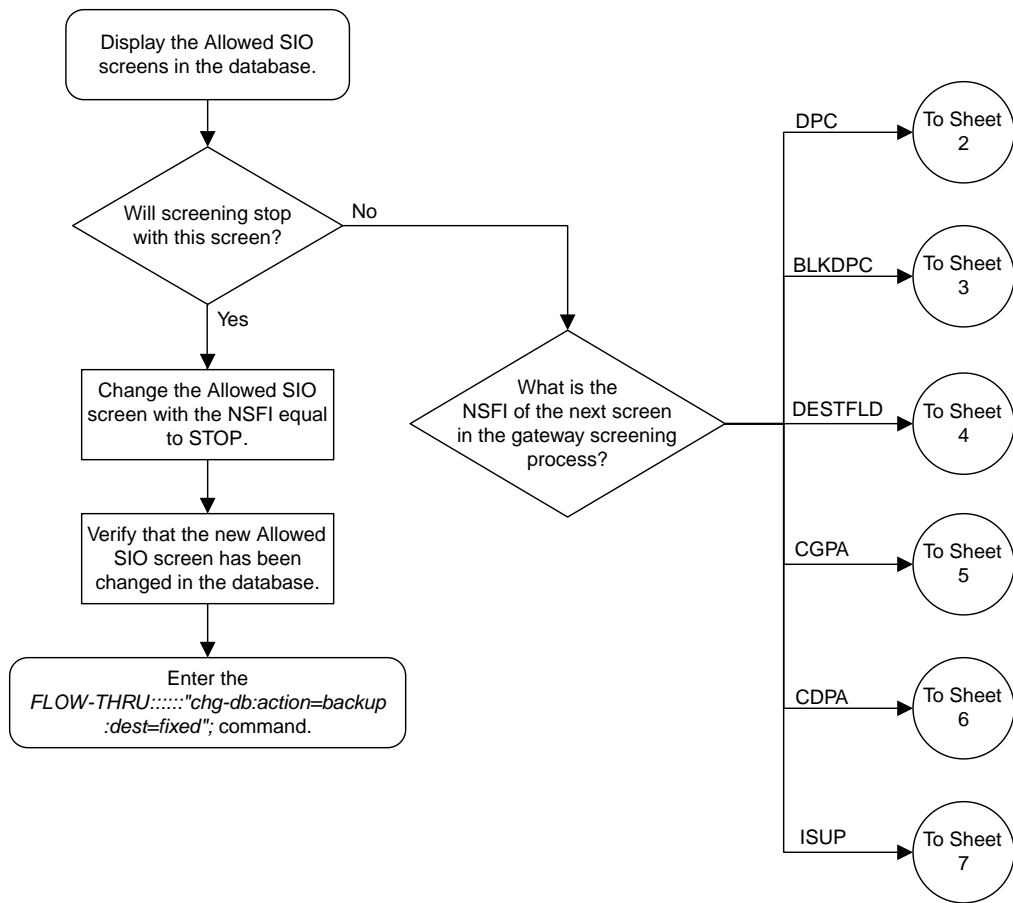 Display the Allowed SIO
screens in the database.
Will screening stop
with this screen?
No
Yes
Change the Allowed SIO
screen with the NSFI equal
to STOP.
Verify that the new Allowed
SIO screen has been
changed in the database.
Enter the
FLOW-THRU::::::"chg-db:action=backup
:dest=fixed"; command.
What is the
NSFI of the next screen
in the gateway screening
process?
DPC
To Sheet
2
BLKDPC
To Sheet
3
DESTFLD
To Sheet
4
CGPA
To Sheet
5
CDPA
To Sheet
6
ISUP
To Sheet
7